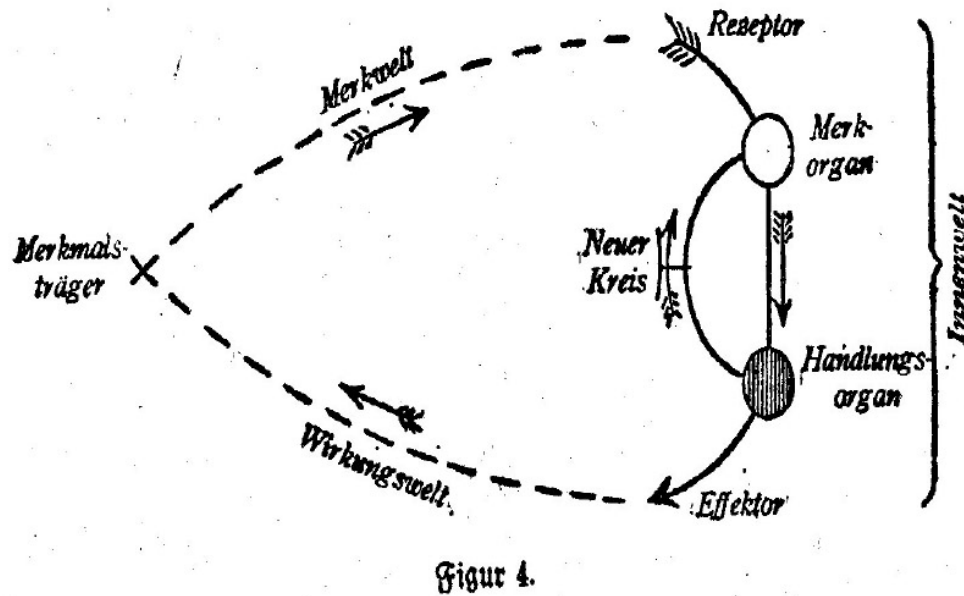 Rezeptor
Merkwelt
Merk-
organ
Merkmals-
träger
Neuer
Kreis
Innenwelt
Handlungs-
organ
Wirkungswelt.
Effektor
Figur 4.